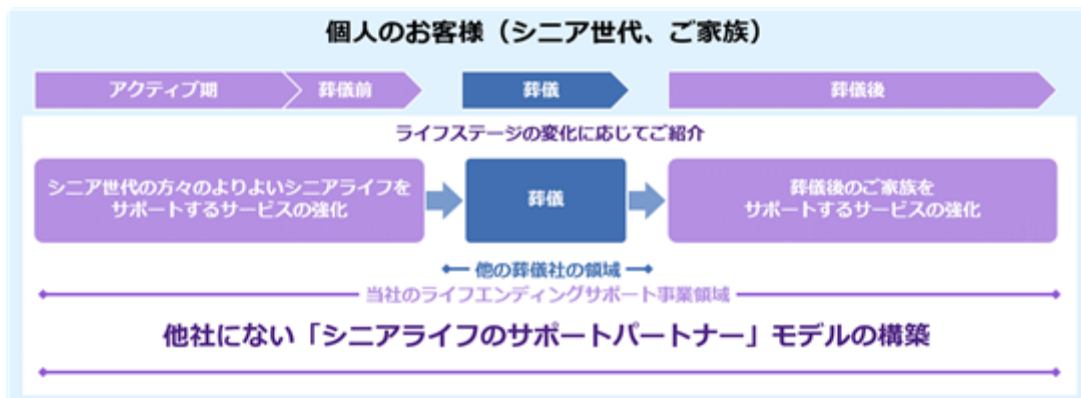 個人のお客様（シニア世代、ご家族）
アクティブ期
葬儀前
葬儀
葬儀後
ライフステージの変化に応じてご紹介
シニア世代の方々のよりよいシニアライフを
サポートするサービスの強化
葬儀
葬儀後のご家族を
サポートするサービスの強化
他の葬儀社の領域
当社のライフエンディングサポート事業領域
他社にない「シニアライフのサポートパートナー」モデルの構築